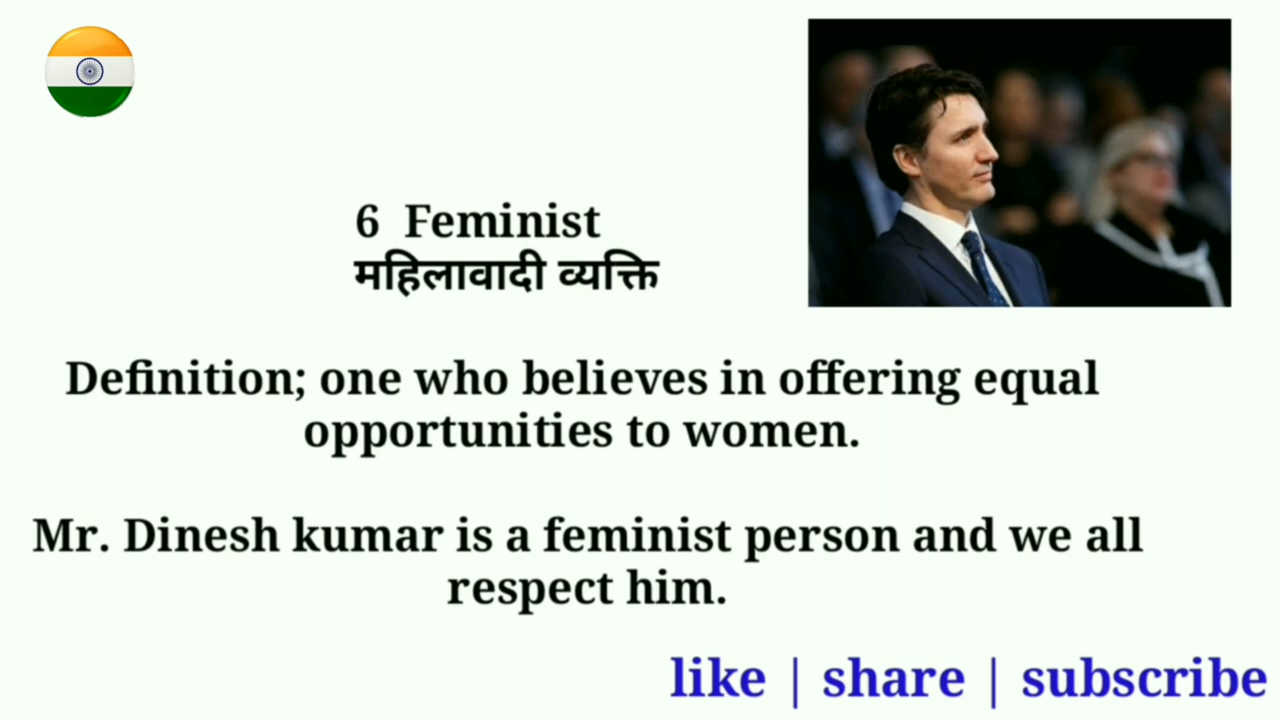 6 Feminist
महिलावादी व्यक्ति
Definition; one who believes in offering equal
opportunities to women.
Mr. Dinesh kumar is a feminist person and we all
respect him.
like | share | subscribe